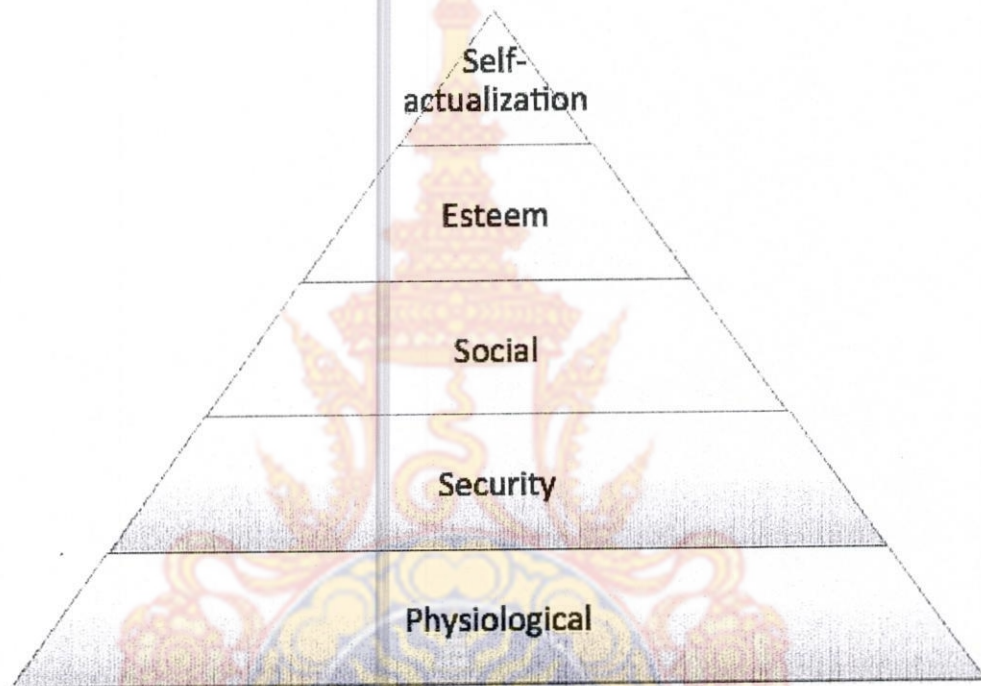 Self-
actualization
Esteem
Social
Security
Physiological